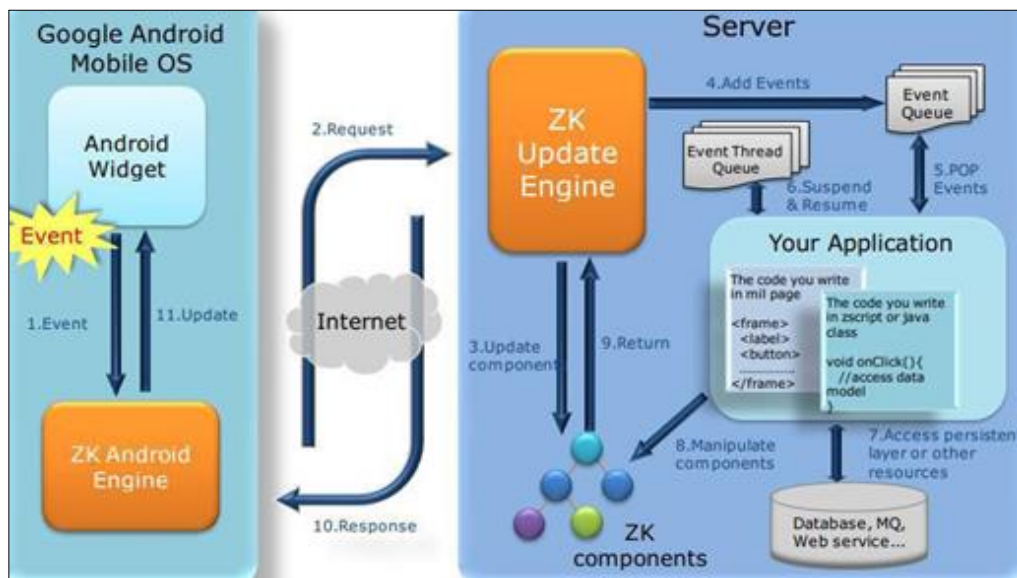 Google Android
Mobile OS
Android
Widget
Event
1.Event
11.Update
ZK Android
Engine
2.Request
Internet
10.Response
Server
ZK
Update
Engine
4.Add Events
Event
Queue
Event Thread
Queue
5.POP
Events
6.Suspend
& Resume
Your Application
The code you write
in mil page
<frame>
<label>
<button>
...............
</frame>
The code you write
in zscript or java
class
void onClick(){
//access data
model
}
3.Update
component
9.Return
8.Manipulate
components
7.Access persisten
layer or other
resources
ZK
components
Database, MQ,
Web service...